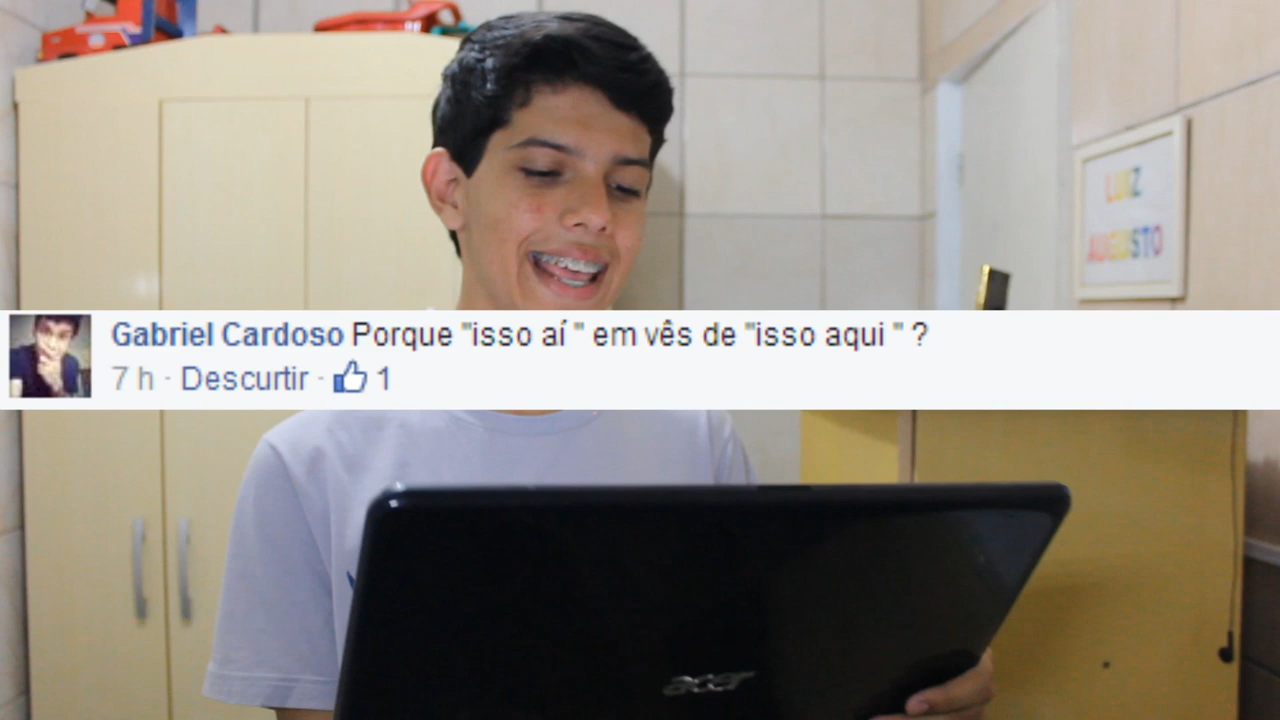 LUIZ
AUGUSTO
Gabriel Cardoso Porque "isso aí " em vês de "isso aqui " ?
7 h · Descurtir · 1
acer